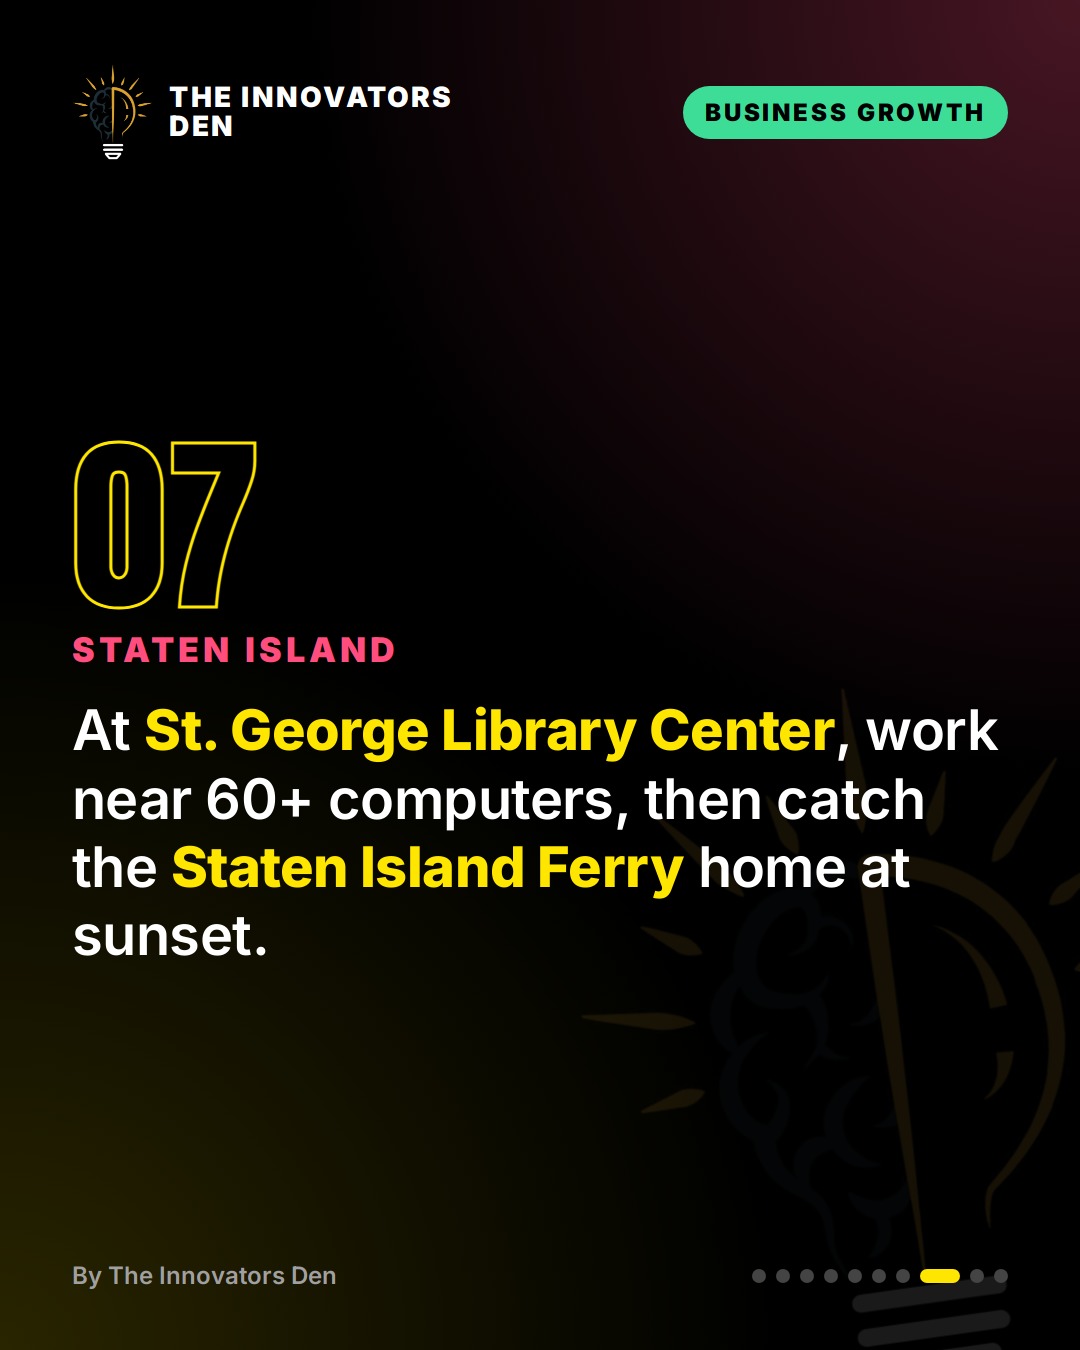 THE INNOVATORS
DEN
BUSINESS GROWTH
07
STATEN ISLAND
At St. George Library Center, work
near 60+ computers, then catch
the Staten Island Ferry home at
sunset.
By The Innovators Den